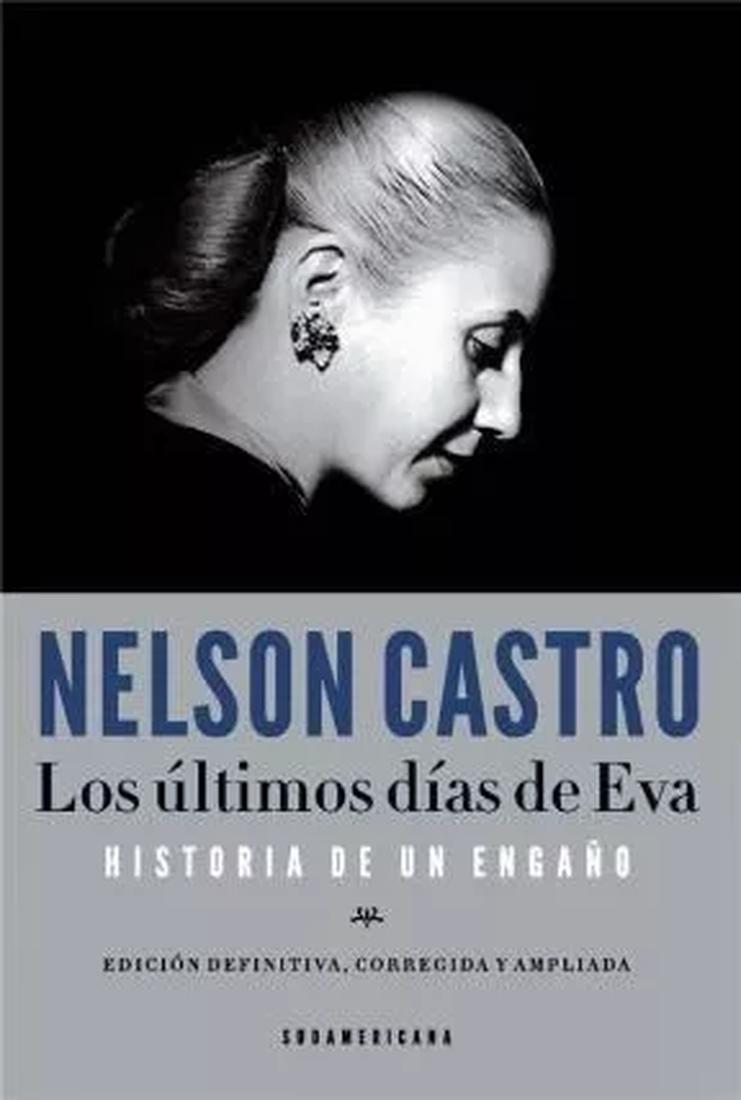 NELSON CASTRO
Los últimos días de Eva
HISTORIA DE UN ENGAÑO
EDICIÓN DEFINITIVA, CORREGIDA Y AMPLIADA
SUDAMERICANA